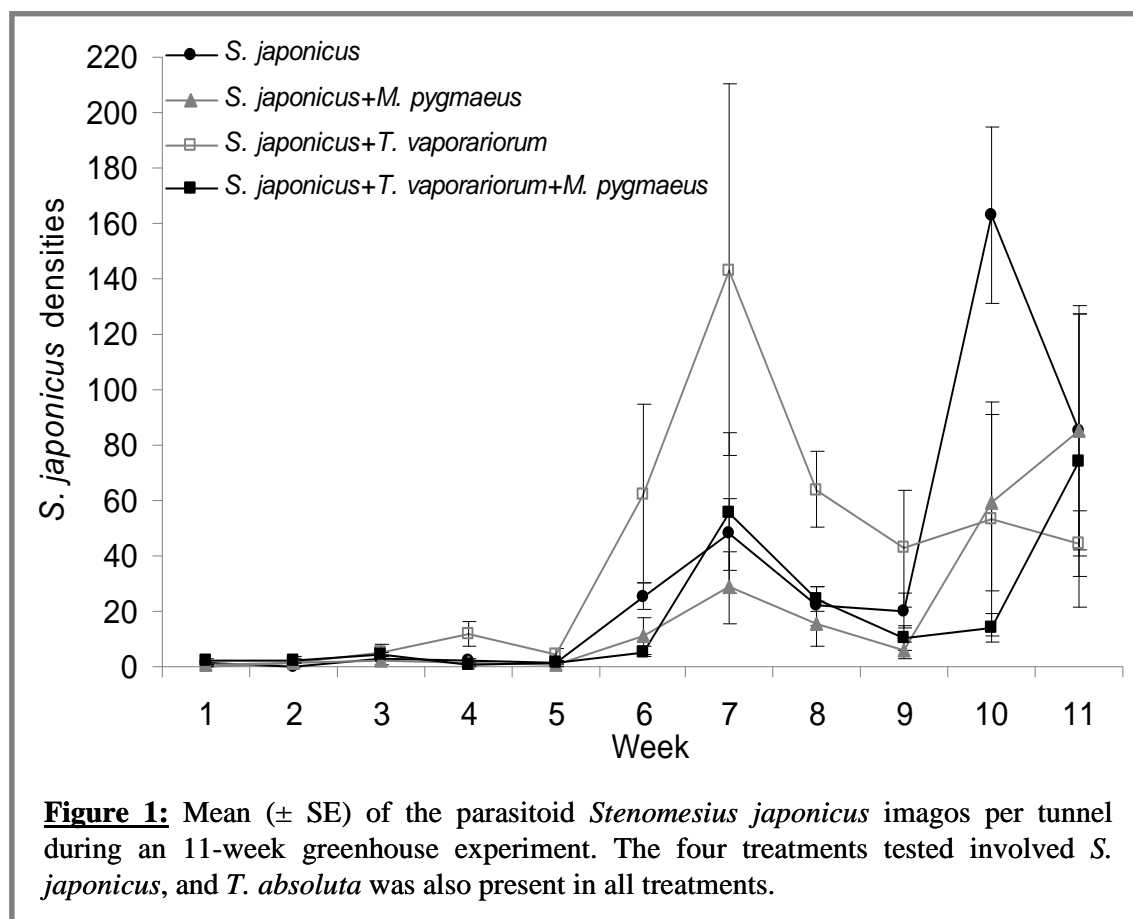 220
200
180
160
140
120
100
80
60
40
20
0
S. japonicus densities
S. japonicus
S. japonicus+M. pygmaeus
S. japonicus+T. vaporariorum
S. japonicus+T. vaporariorum+M. pygmaeus
1 2 3 4 5 6 7 8 9 10 11
Week
Figure 1: Mean (± SE) of the parasitoid Stenomesius japonicus imagos per tunnel
during an 11-week greenhouse experiment. The four treatments tested involved S.
japonicus, and T. absoluta was also present in all treatments.